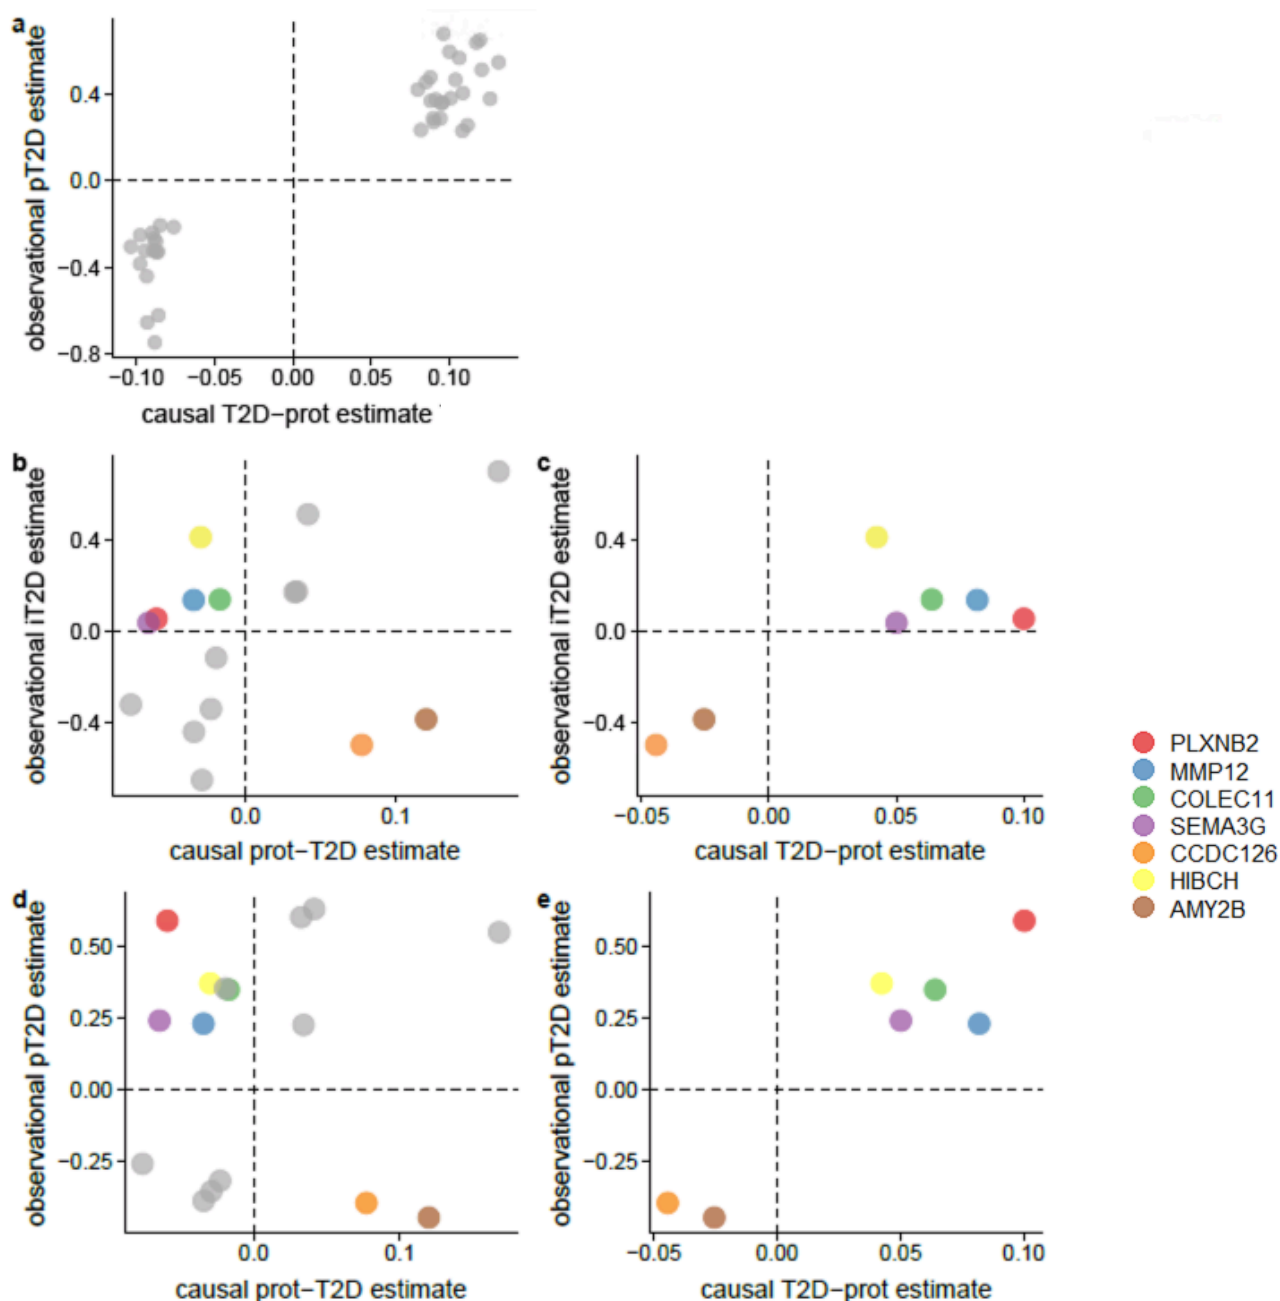 a
observational pT2D estimate
0.4
0.0
−0.4
−0.8
−0.10 −0.05 0.00 0.05 0.10
causal T2D−prot estimate
b
observational iT2D estimate
0.4
0.0
−0.4
0.0 0.1
causal prot−T2D estimate
c
observational iT2D estimate
0.4
0.0
−0.4
−0.05 0.00 0.05 0.10
causal T2D−prot estimate
PLXNB2
MMP12
COLEC11
SEMA3G
CCDC126
HIBCH
AMY2B
d
observational pT2D estimate
0.50
0.25
0.00
−0.25
0.0 0.1
causal prot−T2D estimate
e
observational pT2D estimate
0.50
0.25
0.00
−0.25
−0.05 0.00 0.05 0.10
causal T2D−prot estimate